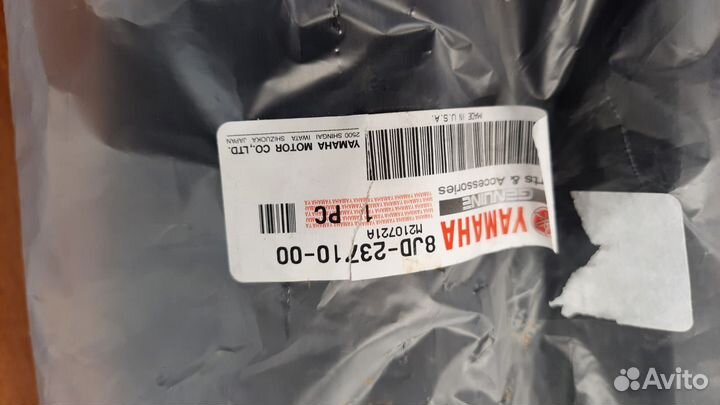 YAMAHA
GENUINE
rts & Accessories
MADE IN U.S.A.
8JD-23710-00
M210721A
1 PC
YAMAHA MOTOR CO., LTD.
2500 SHINGAI IWATA SHIZUOKA JAPAN
Avito